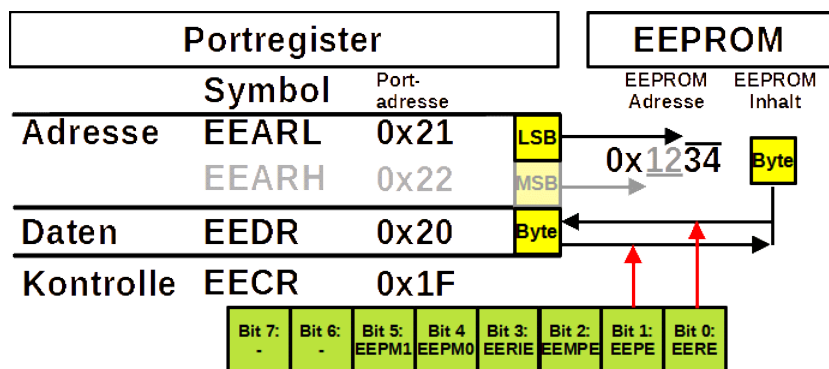 Portregister EEPROM
Symbol Port-
adresse EEPROM
Adresse EEPROM
Inhalt
Adresse EEARL 0x21 LSB
0x1234 Byte
EEARH 0x22 MSB
Daten EEDR 0x20 Byte
Kontrolle EECR 0x1F
Bit 7:
-
Bit 6:
-
Bit 5:
EEPM1
Bit 4
EEPM0
Bit 3:
EERIE
Bit 2:
EEMPE
Bit 1:
EEPE
Bit 0:
EERE